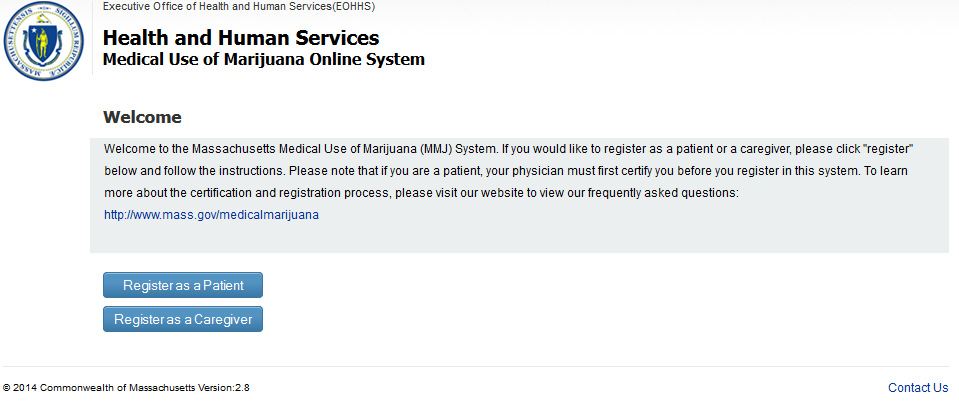 Executive Office of Health and Human Services(EOHHS)
Health and Human Services
Medical Use of Marijuana Online System
Welcome
Welcome to the Massachusetts Medical Use of Marijuana (MMJ) System. If you would like to register as a patient or a caregiver, please click "register"
below and follow the instructions. Please note that if you are a patient, your physician must first certify you before you register in this system. To learn
more about the certification and registration process, please visit our website to view our frequently asked questions:
http://www.mass.gov/medicalmarijuana
Register as a Patient
Register as a Caregiver
© 2014 Commonwealth of Massachusetts Version:2.8
Contact Us